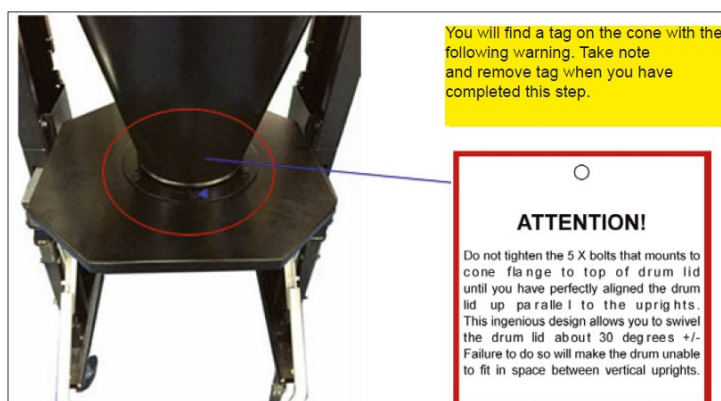 You will find a tag on the cone with the
following warning. Take note
and remove tag when you have
completed this step.
ATTENTION!
Do not tighten the 5 X bolts that mounts to
cone flange to top of drum lid
until you have perfectly aligned the drum
lid up paralle l to the uprights.
This ingenious design allows you to swivel
the drum lid about 30 degrees +/-
Failure to do so will make the drum unable
to fit in space between vertical uprights.